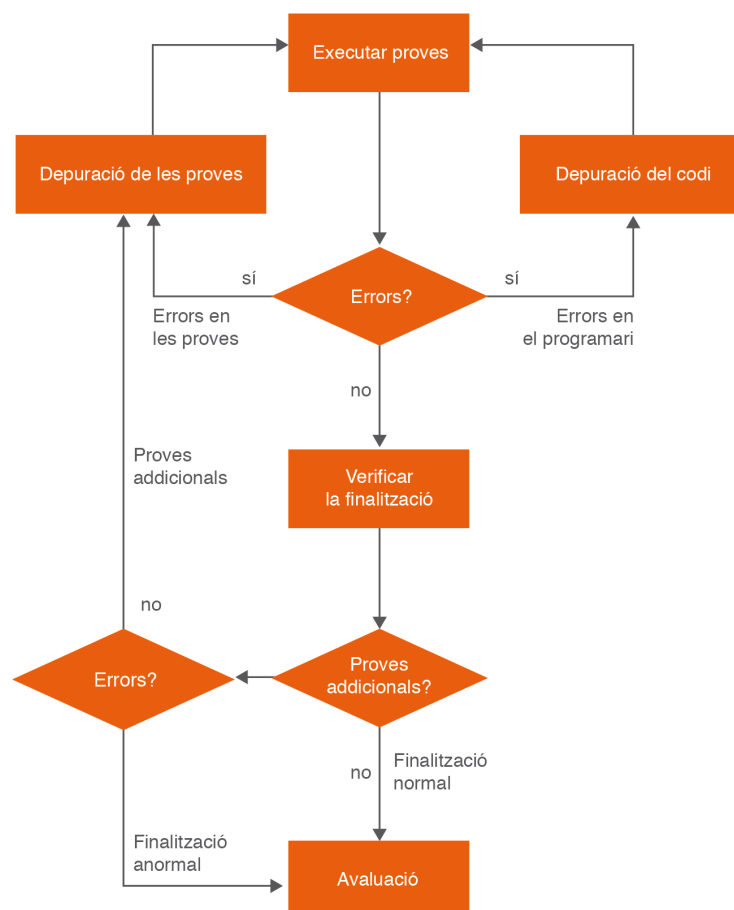 Executar proves
Depuració de les proves
Depuració del codi
sí
sí
Errors?
Errors en
les proves
Errors en
el programari
no
Proves
addicionals
Verificar
la finalització
no
Errors?
Proves
addicionals?
no
Finalització
normal
Finalització
anormal
Avaluació